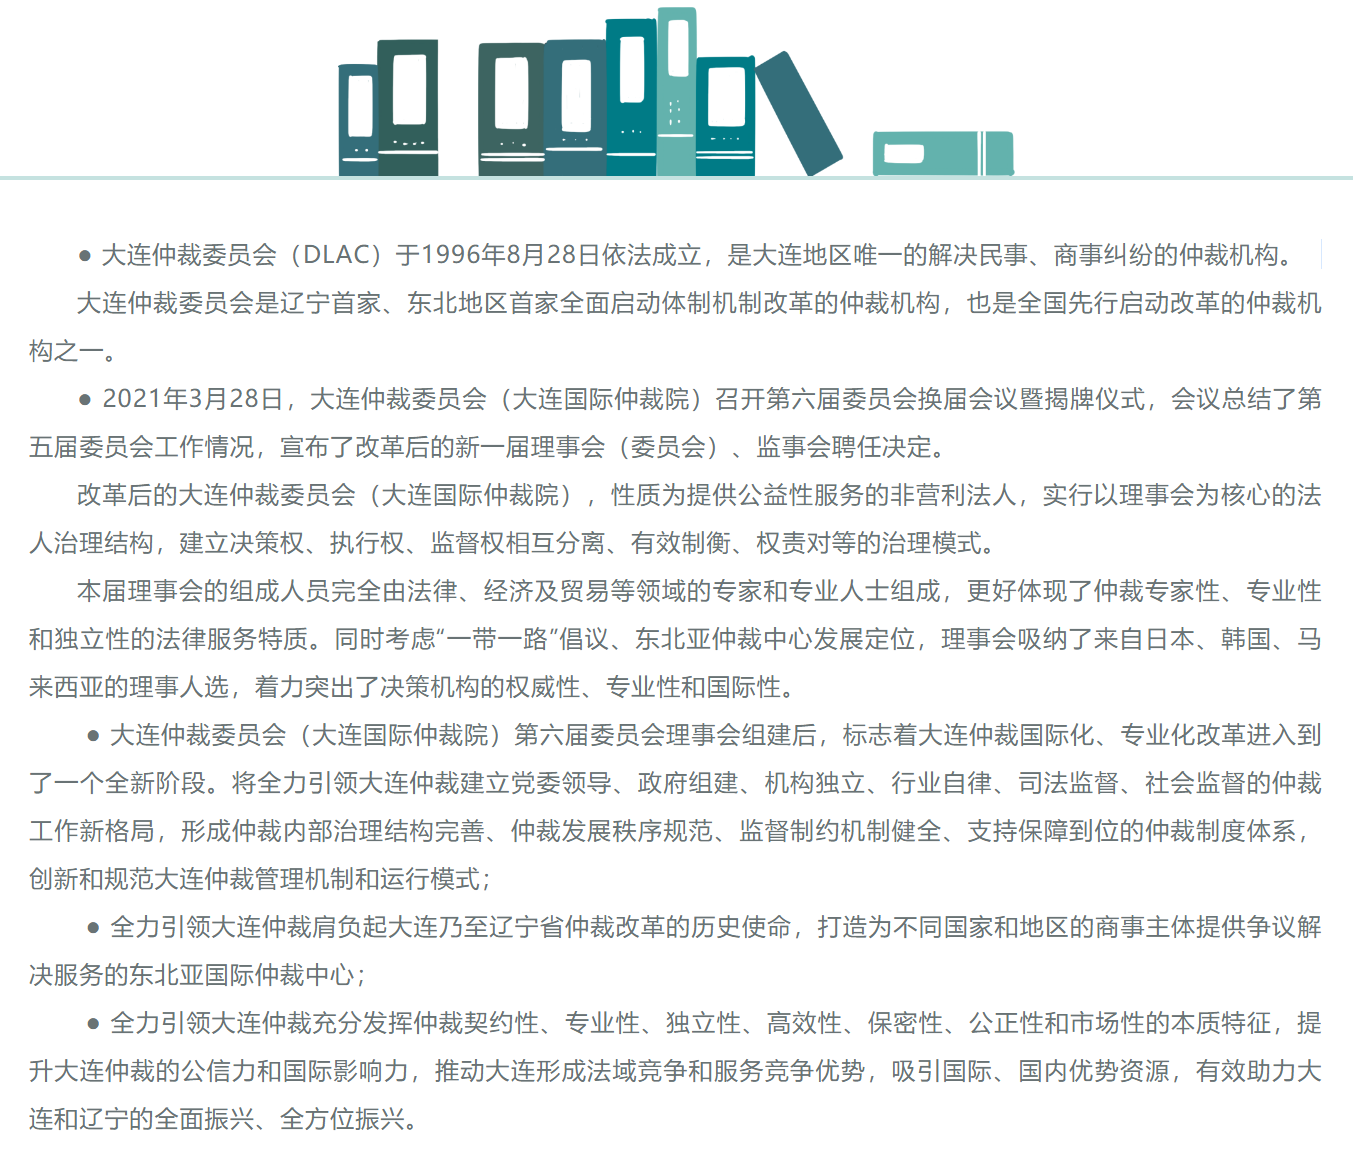 ● 大连仲裁委员会（DLAC）于1996年8月28日依法成立，是大连地区唯一的解决民事、商事纠纷的仲裁机构。
大连仲裁委员会是辽宁首家、东北地区首家全面启动体制机制改革的仲裁机构，也是全国先行启动改革的仲裁机
构之一。
● 2021年3月28日，大连仲裁委员会（大连国际仲裁院）召开第六届委员会换届会议暨揭牌仪式，会议总结了第
五届委员会工作情况，宣布了改革后的新一届理事会（委员会）、监事会聘任决定。
改革后的大连仲裁委员会（大连国际仲裁院），性质为提供公益性服务的非营利法人，实行以理事会为核心的法
人治理结构，建立决策权、执行权、监督权相互分离、有效制衡、权责对等的治理模式。
本届理事会的组成人员完全由法律、经济及贸易等领域的专家和专业人士组成，更好体现了仲裁专家性、专业性
和独立性的法律服务特质。同时考虑“一带一路”倡议、东北亚仲裁中心发展定位，理事会吸纳了来自日本、韩国、马
来西亚的理事人选，着力突出了决策机构的权威性、专业性和国际性。
● 大连仲裁委员会（大连国际仲裁院）第六届委员会理事会组建后，标志着大连仲裁国际化、专业化改革进入到
了一个全新阶段。将全力引领大连仲裁建立党委领导、政府组建、机构独立、行业自律、司法监督、社会监督的仲裁
工作新格局，形成仲裁内部治理结构完善、仲裁发展秩序规范、监督制约机制健全、支持保障到位的仲裁制度体系，
创新和规范大连仲裁管理机制和运行模式；
● 全力引领大连仲裁肩负起大连乃至辽宁省仲裁改革的历史使命，打造为不同国家和地区的商事主体提供争议解
决服务的东北亚国际仲裁中心；
● 全力引领大连仲裁充分发挥仲裁契约性、专业性、独立性、高效性、保密性、公正性和市场性的本质特征，提
升大连仲裁的公信力和国际影响力，推动大连形成法域竞争和服务竞争优势，吸引国际、国内优势资源，有效助力大
连和辽宁的全面振兴、全方位振兴。